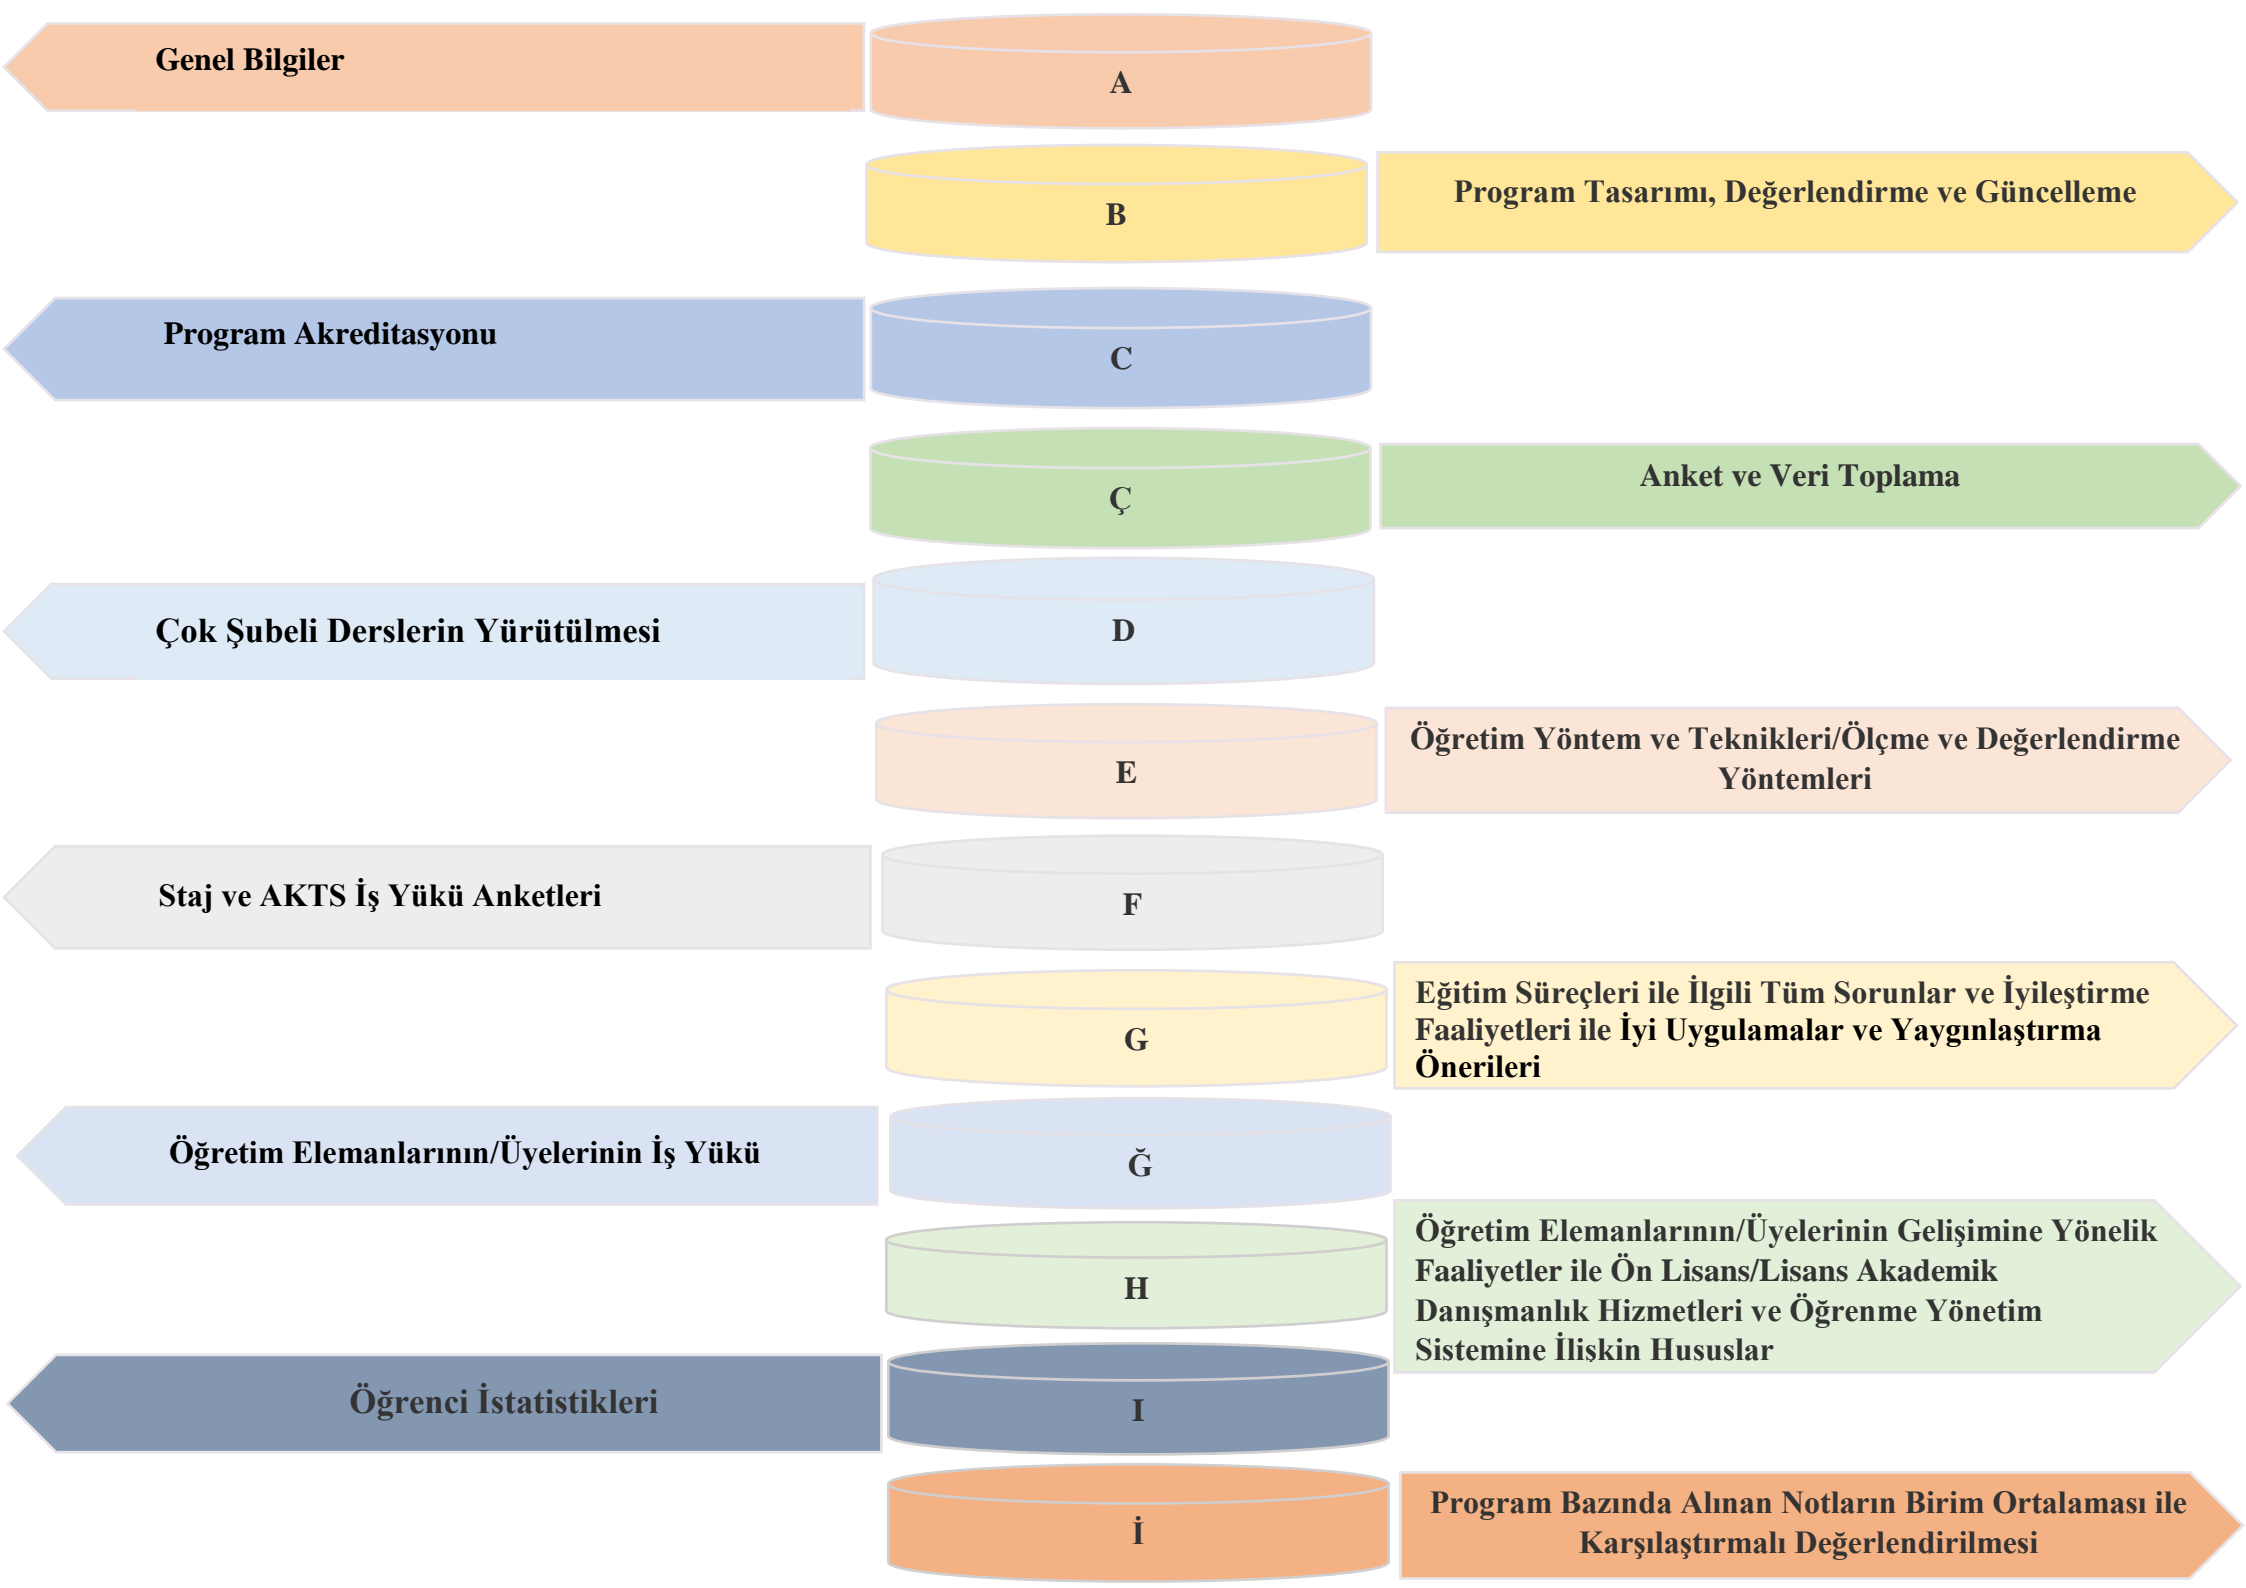 Genel Bilgiler
A
B
Program Tasarımı, Değerlendirme ve Güncelleme
Program Akreditasyonu
C
Ç
Anket ve Veri Toplama
Çok Şubeli Derslerin Yürütülmesi
D
E
Öğretim Yöntem ve Teknikleri/Ölçme ve Değerlendirme
Yöntemleri
Staj ve AKTS İş Yükü Anketleri
F
G
Eğitim Süreçleri ile İlgili Tüm Sorunlar ve İyileştirme
Faaliyetleri ile İyi Uygulamalar ve Yaygınlaştırma
Önerileri
Öğretim Elemanlarının/Üyelerinin İş Yükü
Ğ
H
Öğretim Elemanlarının/Üyelerinin Gelişimine Yönelik
Faaliyetler ile Ön Lisans/Lisans Akademik
Danışmanlık Hizmetleri ve Öğrenme Yönetim
Sistemine İlişkin Hususlar
Öğrenci İstatistikleri
I
İ
Program Bazında Alınan Notların Birim Ortalaması ile
Karşılaştırmalı Değerlendirilmesi